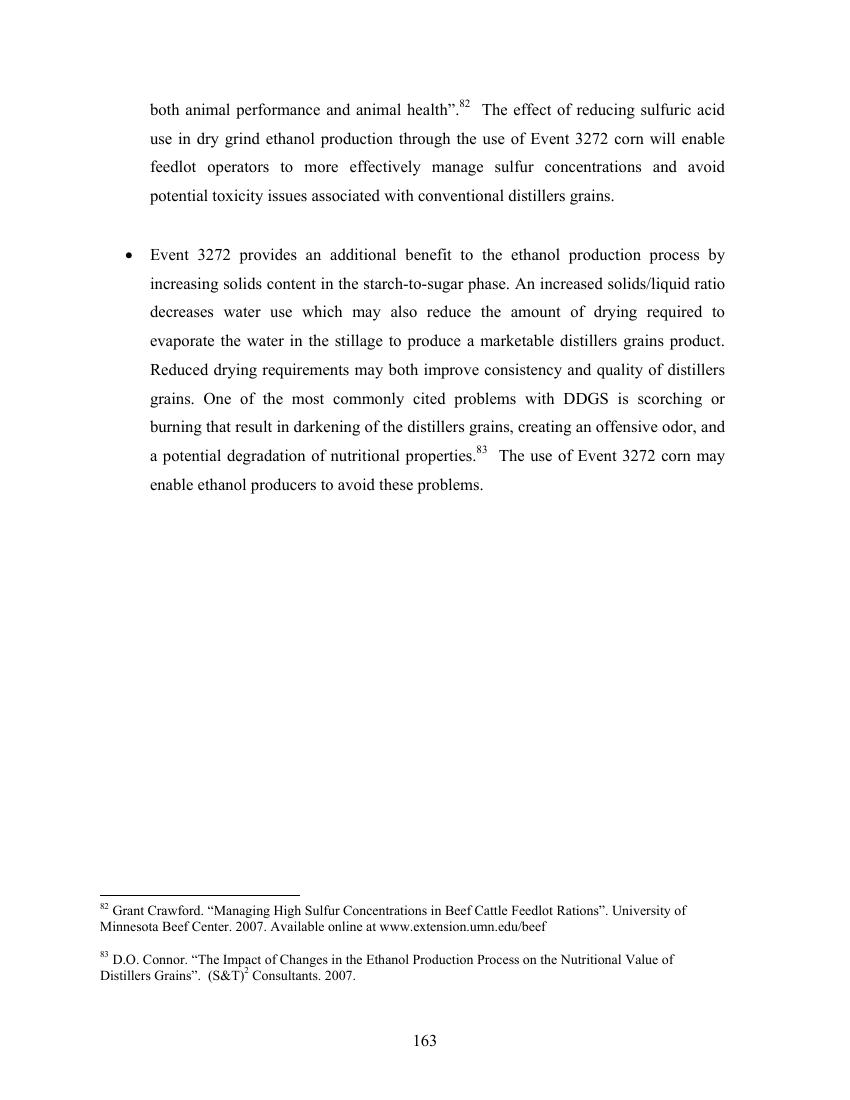 both animal performance and animal health”.82 The effect of reducing sulfuric acid
use in dry grind ethanol production through the use of Event 3272 corn will enable
feedlot operators to more effectively manage sulfur concentrations and avoid
potential toxicity issues associated with conventional distillers grains.
• Event 3272 provides an additional benefit to the ethanol production process by
increasing solids content in the starch-to-sugar phase. An increased solids/liquid ratio
decreases water use which may also reduce the amount of drying required to
evaporate the water in the stillage to produce a marketable distillers grains product.
Reduced drying requirements may both improve consistency and quality of distillers
grains. One of the most commonly cited problems with DDGS is scorching or
burning that result in darkening of the distillers grains, creating an offensive odor, and
a potential degradation of nutritional properties.83 The use of Event 3272 corn may
enable ethanol producers to avoid these problems.
82 Grant Crawford. “Managing High Sulfur Concentrations in Beef Cattle Feedlot Rations”. University of
Minnesota Beef Center. 2007. Available online at www.extension.umn.edu/beef
83 D.O. Connor. “The Impact of Changes in the Ethanol Production Process on the Nutritional Value of
Distillers Grains”. (S&T)2 Consultants. 2007.
163